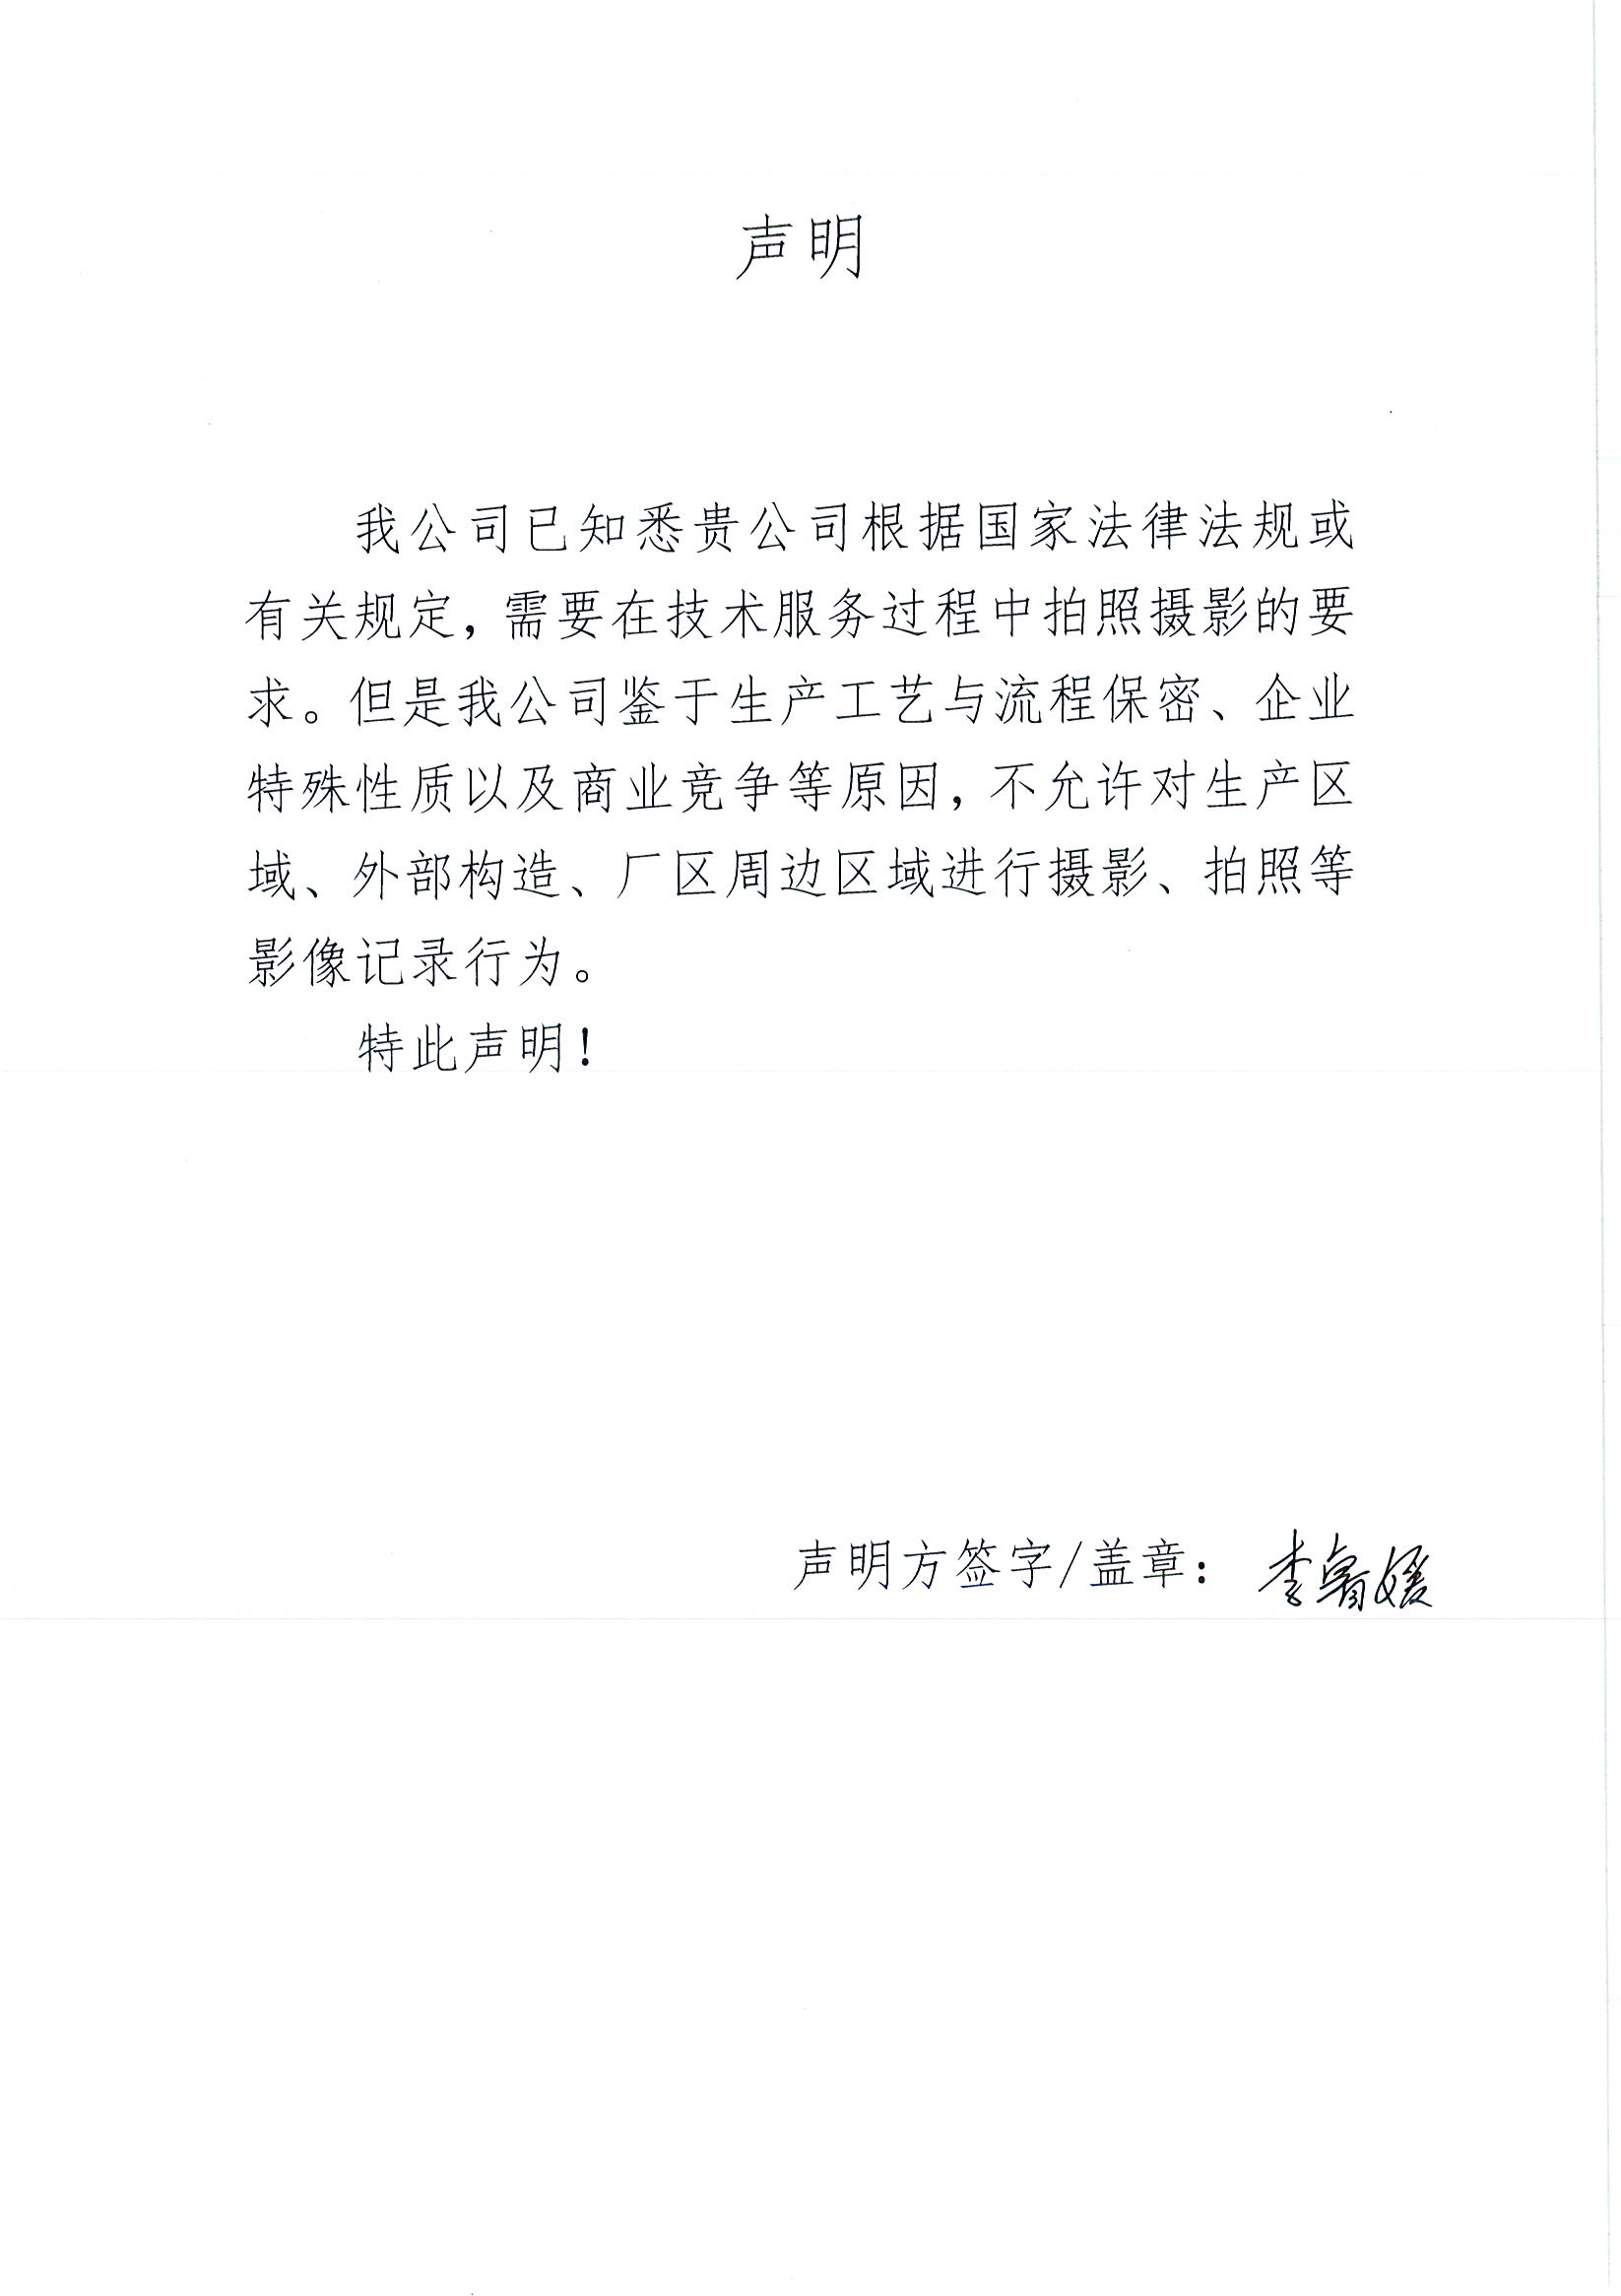 声明
我公司已知悉贵公司根据国家法律法规或
有关规定，需要在技术服务过程中拍照摄影的要
求。但是我公司鉴于生产工艺与流程保密、企业
特殊性质以及商业竞争等原因，不允许对生产区
域、外部构造、厂区周边区域进行摄影、拍照等
影像记录行为。
特此声明！
声明方签字/盖章：李睿媛